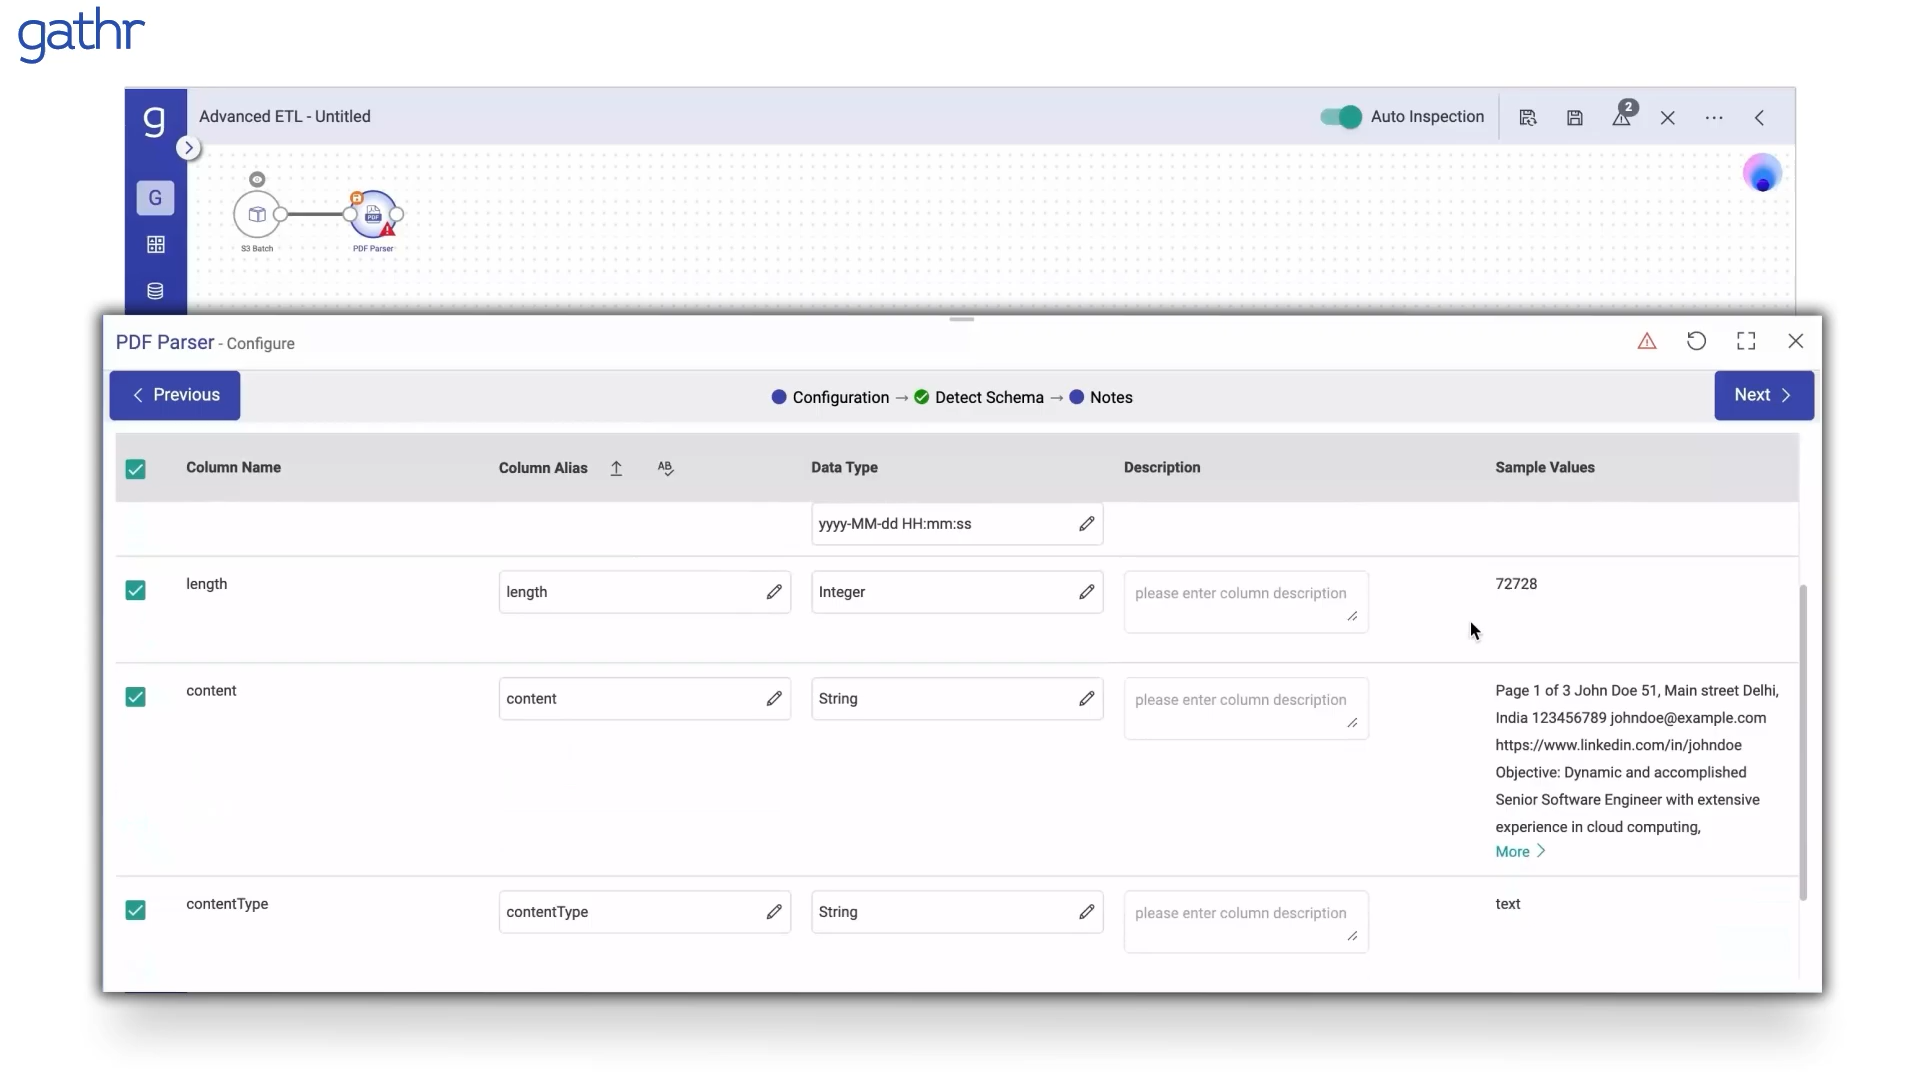 gathr
g
Advanced ETL - Untitled
Auto Inspection
2
G
S3 Batch
PDF
PDF Parser
PDF Parser - Configure
Previous
Configuration → Detect Schema → Notes
Next
Column Name
Column Alias
AB
Data Type
Description
Sample Values
yyyy-MM-dd HH:mm:ss
length
length
Integer
please enter column description
72728
content
content
String
please enter column description
Page 1 of 3 John Doe 51, Main street Delhi,
India 123456789 johndoe@example.com
https://www.linkedin.com/in/johndoe
Objective: Dynamic and accomplished
Senior Software Engineer with extensive
experience in cloud computing,
More
contentType
contentType
String
please enter column description
text